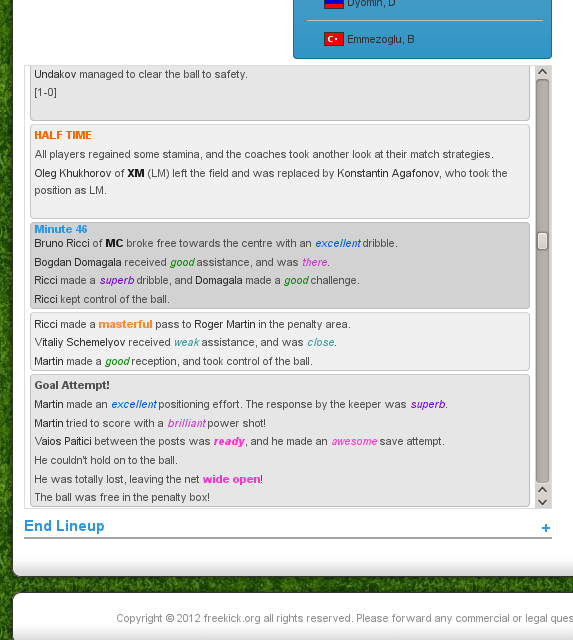 Dyomin, D
Emmezoglu, B
Undakov managed to clear the ball to safety.
[1-0]
HALF TIME
All players regained some stamina, and the coaches took another look at their match strategies.
Oleg Khukhorov of XM (LM) left the field and was replaced by Konstantin Agafonov, who took the
position as LM.
Minute 46
Bruno Ricci of MC broke free towards the centre with an excellent dribble.
Bogdan Domagala received good assistance, and was there.
Ricci made a superb dribble, and Domagala made a good challenge.
Ricci kept control of the ball.
Ricci made a masterful pass to Roger Martin in the penalty area.
Vitaliy Schemelyov received weak assistance, and was close.
Martin made a good reception, and took control of the ball.
Goal Attempt!
Martin made an excellent positioning effort. The response by the keeper was superb.
Martin tried to score with a brilliant power shot!
Vaios Paitici between the posts was ready, and he made an awesome save attempt.
He couldn't hold on to the ball.
He was totally lost, leaving the net wide open!
The ball was free in the penalty box!
End Lineup +
Copyright © 2012 freekick.org all rights reserved. Please forward any commercial or legal ques